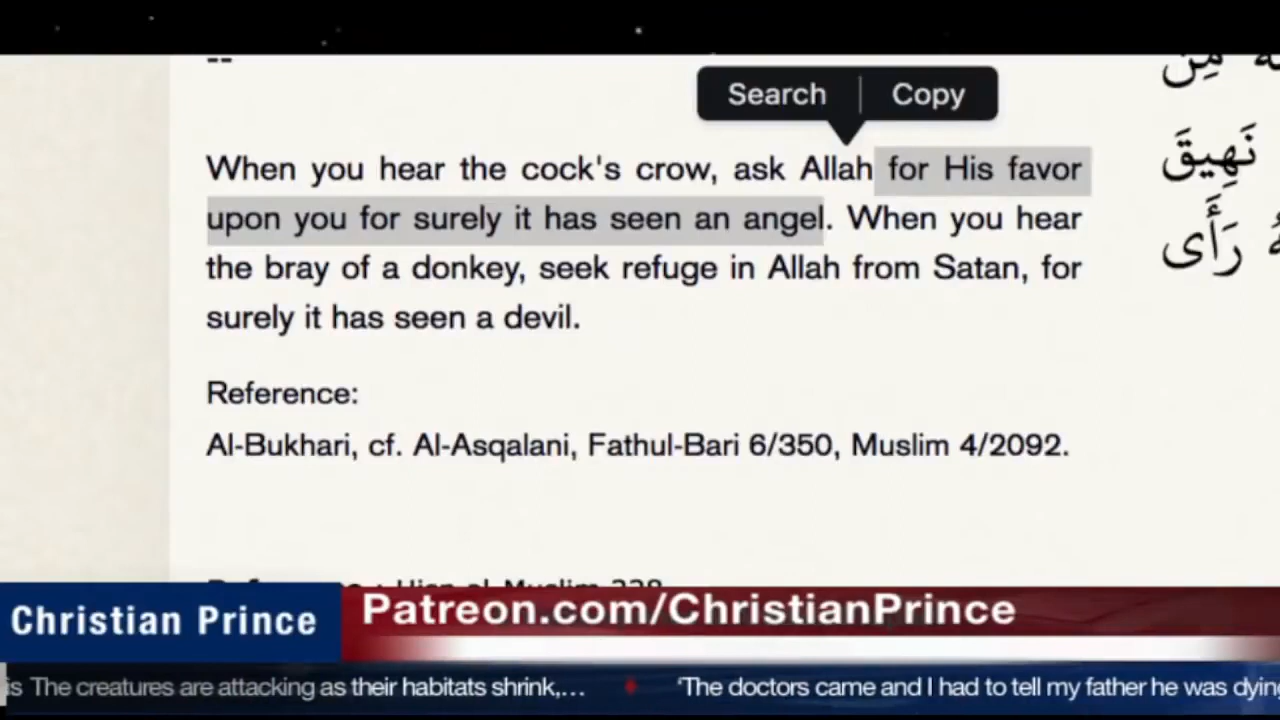 --
Search Copy
When you hear the cock's crow, ask Allah for His favor
upon you for surely it has seen an angel. When you hear
the bray of a donkey, seek refuge in Allah from Satan, for
surely it has seen a devil.
Reference:
Al-Bukhari, cf. Al-Asqalani, Fathul-Bari 6/350, Muslim 4/2092.
مِنَ
نَهِيقَ
رَأَى
Christian Prince
Patreon.com/ChristianPrince
is The creatures are attacking as their habitats shrink,… 'The doctors came and I had to tell my father he was dying